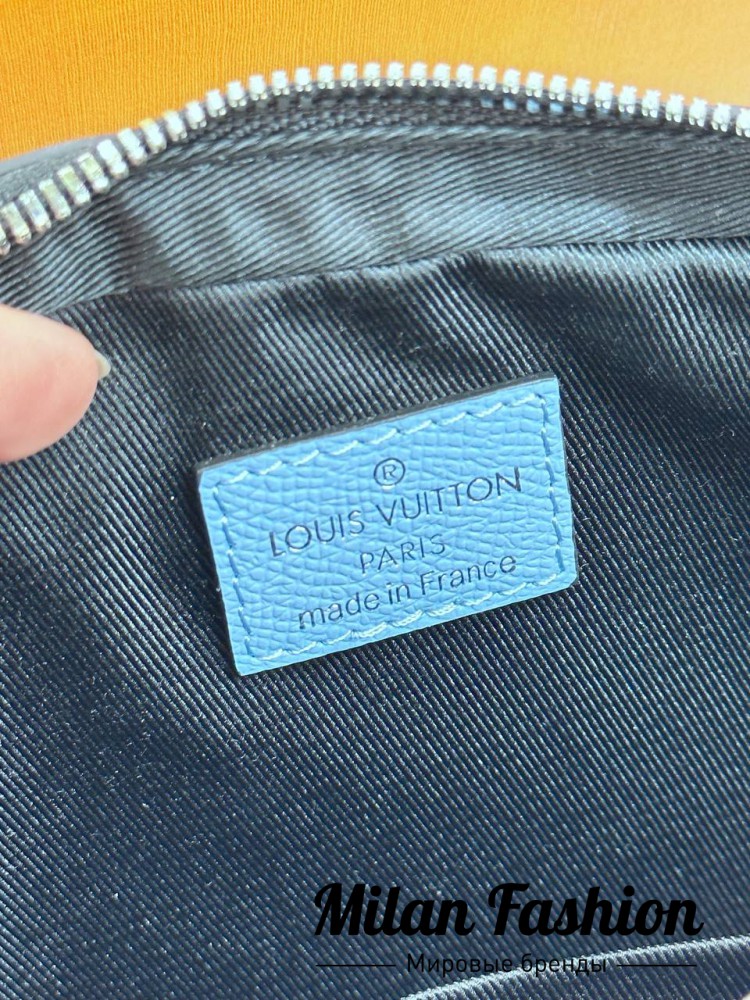 ®
LOUIS VUITTON
PARIS
made in France
Milan Fashion
Мировые бренды